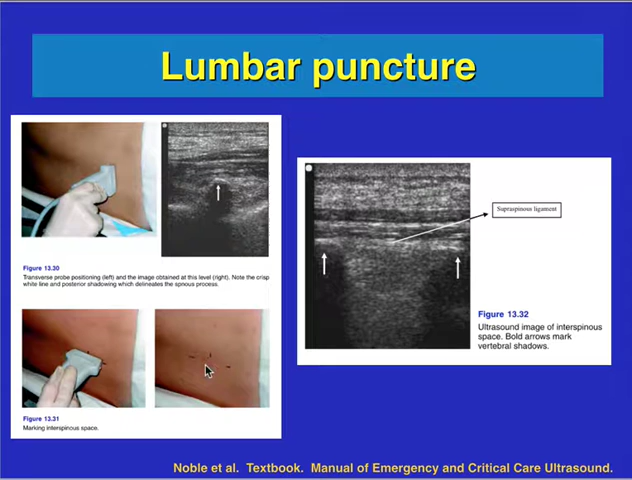 Lumbar puncture
Figure 13.30
Transverse probe positioning (left) and the image obtained at this level (right). Note the crisp
white line and posterior shadowing which delineates the spnous process.
Figure 13.31
Marking interspinous space.
Supraspinous ligament
Figure 13.32
Ultrasound image of interspinous
space. Bold arrows mark
vertebral shadows.
Noble et al.  Textbook.  Manual of Emergency and Critical Care Ultrasound.